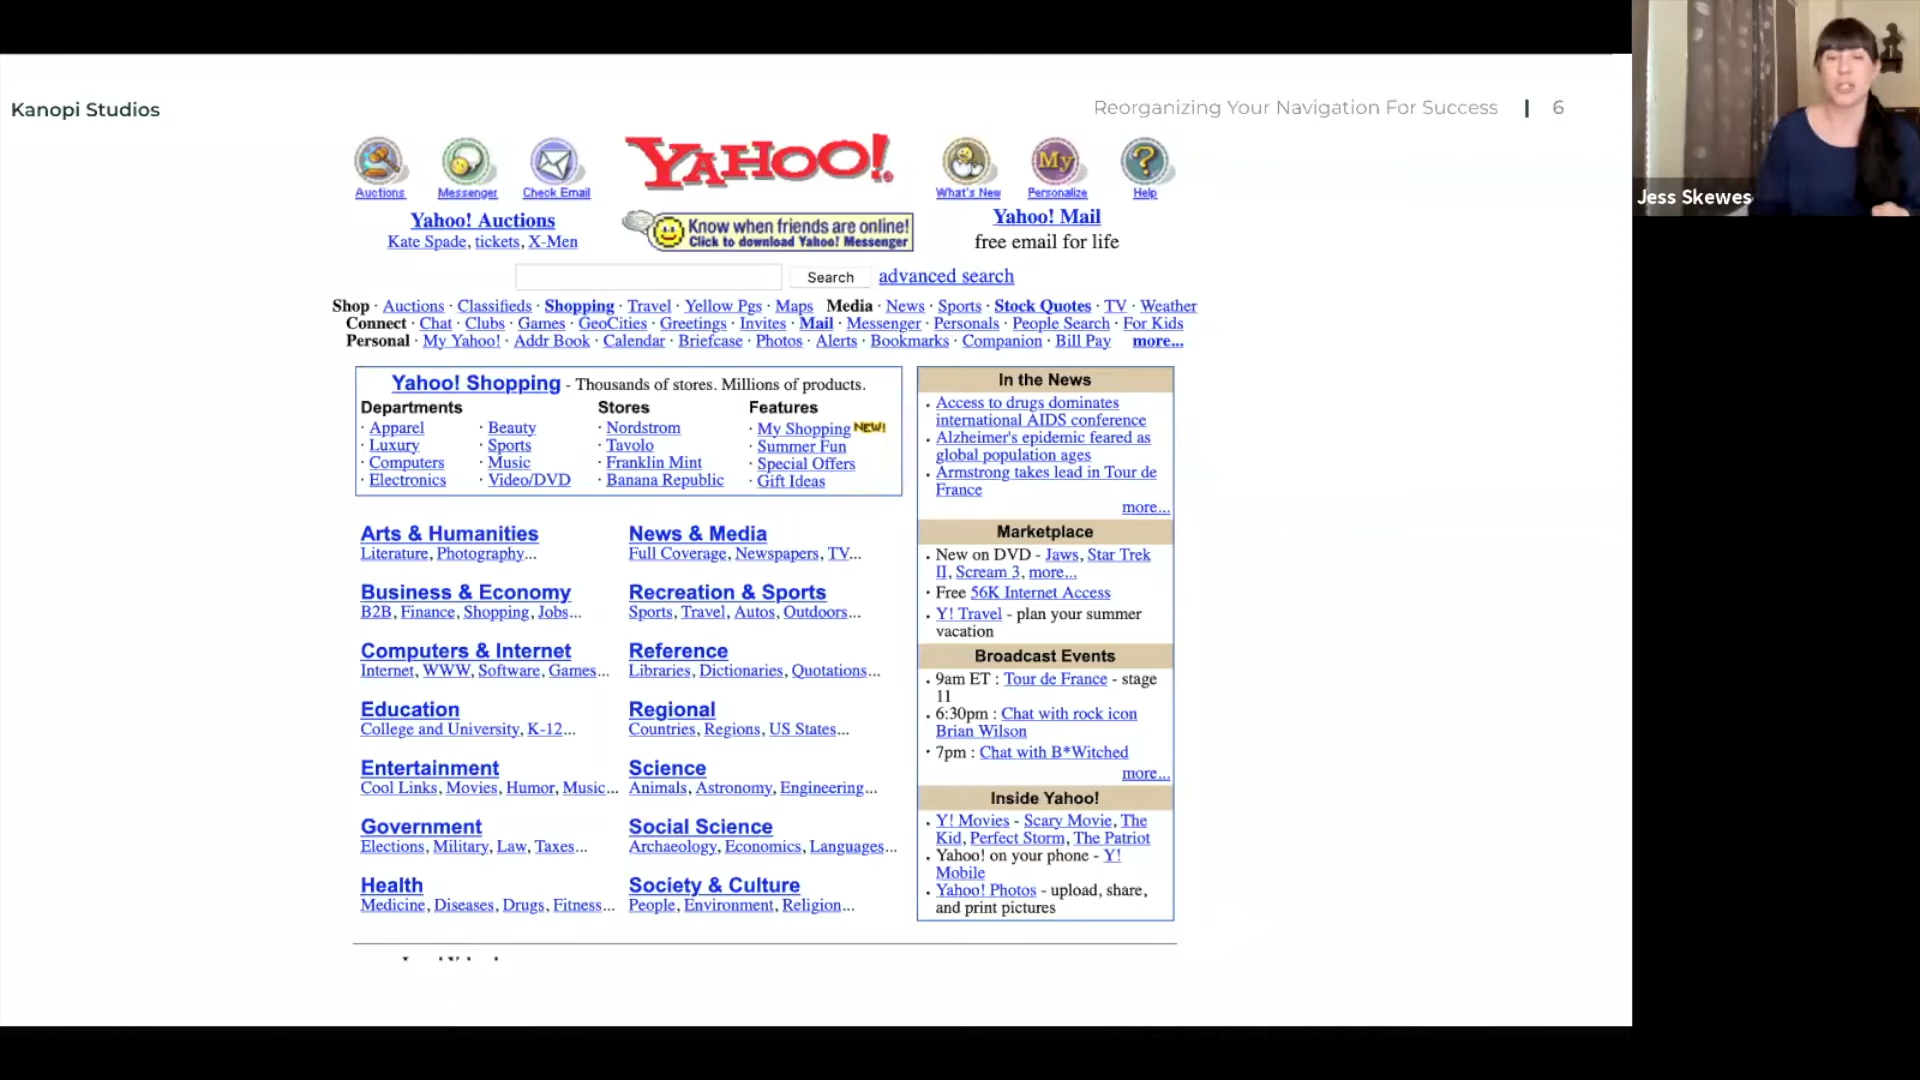 Kanopi Studios
Reorganizing Your Navigation For Success | 6
Jess Skewes
Auctions Messenger Check Email
YAHOO!
What's New Personalize Help
My
?
Yahoo! Auctions
Kate Spade, tickets, X-Men
Know when friends are online!
Click to download Yahoo! Messenger
Yahoo! Mail
free email for life
Search advanced search
Shop · Auctions · Classifieds · Shopping · Travel · Yellow Pgs · Maps Media · News · Sports · Stock Quotes · TV · Weather
Connect · Chat · Clubs · Games · GeoCities · Greetings · Invites · Mail · Messenger · Personals · People Search · For Kids
Personal · My Yahoo! · Addr Book · Calendar · Briefcase · Photos · Alerts · Bookmarks · Companion · Bill Pay more...
Yahoo! Shopping - Thousands of stores. Millions of products.
Departments Stores Features
· Apparel · Beauty · Nordstrom · My Shopping NEW!
· Luxury · Sports · Tavolo · Summer Fun
· Computers · Music · Franklin Mint · Special Offers
· Electronics · Video/DVD · Banana Republic · Gift Ideas
Arts & Humanities
Literature, Photography...
News & Media
Full Coverage, Newspapers, TV...
Business & Economy
B2B, Finance, Shopping, Jobs...
Recreation & Sports
Sports, Travel, Autos, Outdoors...
Computers & Internet
Internet, WWW, Software, Games...
Reference
Libraries, Dictionaries, Quotations...
Education
College and University, K-12...
Regional
Countries, Regions, US States...
Entertainment
Cool Links, Movies, Humor, Music...
Science
Animals, Astronomy, Engineering...
Government
Elections, Military, Law, Taxes...
Social Science
Archaeology, Economics, Languages...
Health
Medicine, Diseases, Drugs, Fitness...
Society & Culture
People, Environment, Religion...
In the News
· Access to drugs dominates
international AIDS conference
· Alzheimer's epidemic feared as
global population ages
· Armstrong takes lead in Tour de
France
more...
Marketplace
· New on DVD - Jaws, Star Trek
II, Scream 3, more...
· Free 56K Internet Access
· Y! Travel - plan your summer
vacation
Broadcast Events
· 9am ET : Tour de France - stage
11
· 6:30pm : Chat with rock icon
Brian Wilson
· 7pm : Chat with B*Witched
more...
Inside Yahoo!
· Y! Movies - Scary Movie, The
Kid, Perfect Storm, The Patriot
· Yahoo! on your phone - Y!
Mobile
· Yahoo! Photos - upload, share,
and print pictures